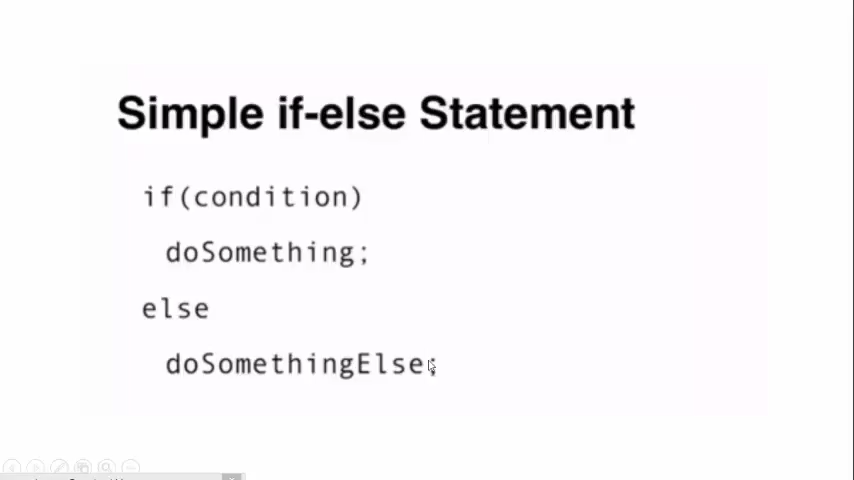 Simple if-else Statement
if(condition)
doSomething;
else
doSomethingElse;